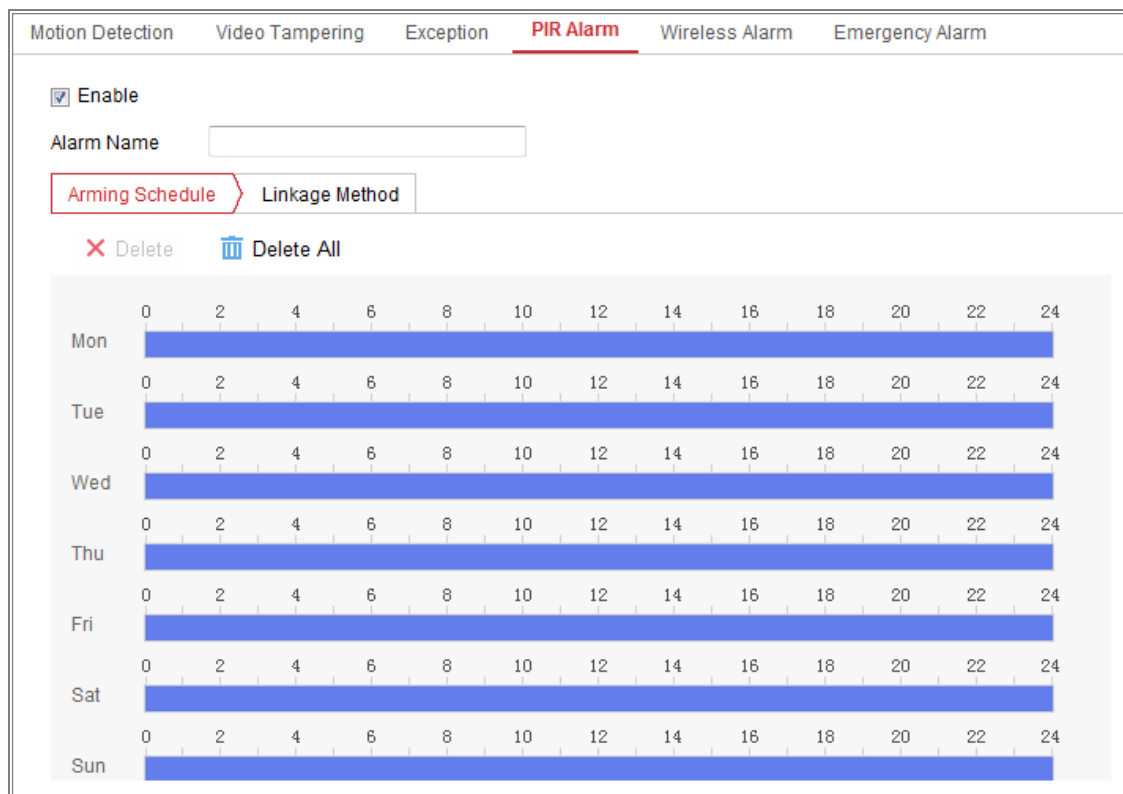 Motion Detection Video Tampering Exception PIR Alarm Wireless Alarm Emergency Alarm
Enable
Alarm Name
Arming Schedule Linkage Method
Delete Delete All
0 2 4 6 8 10 12 14 16 18 20 22 24
Mon
0 2 4 6 8 10 12 14 16 18 20 22 24
Tue
0 2 4 6 8 10 12 14 16 18 20 22 24
Wed
0 2 4 6 8 10 12 14 16 18 20 22 24
Thu
0 2 4 6 8 10 12 14 16 18 20 22 24
Fri
0 2 4 6 8 10 12 14 16 18 20 22 24
Sat
0 2 4 6 8 10 12 14 16 18 20 22 24
Sun